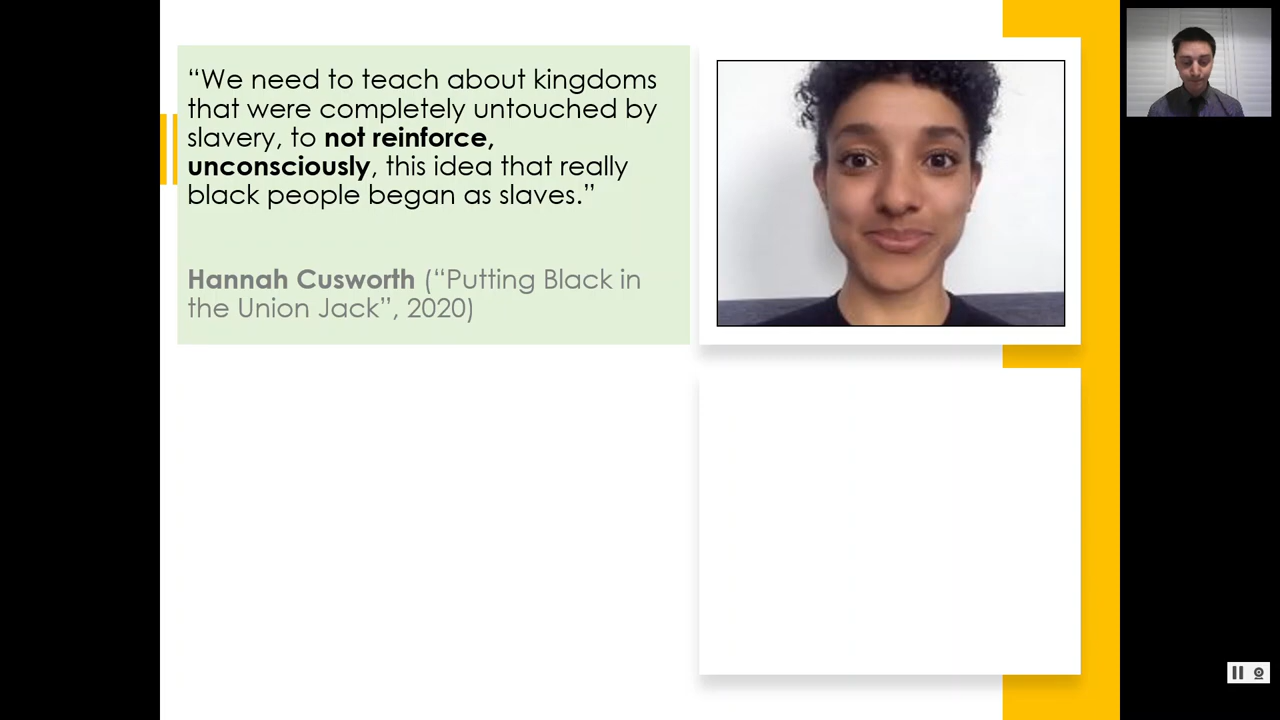 “We need to teach about kingdoms
that were completely untouched by
slavery, to not reinforce,
unconsciously, this idea that really
black people began as slaves.”
Hannah Cusworth (“Putting Black in
the Union Jack”, 2020)